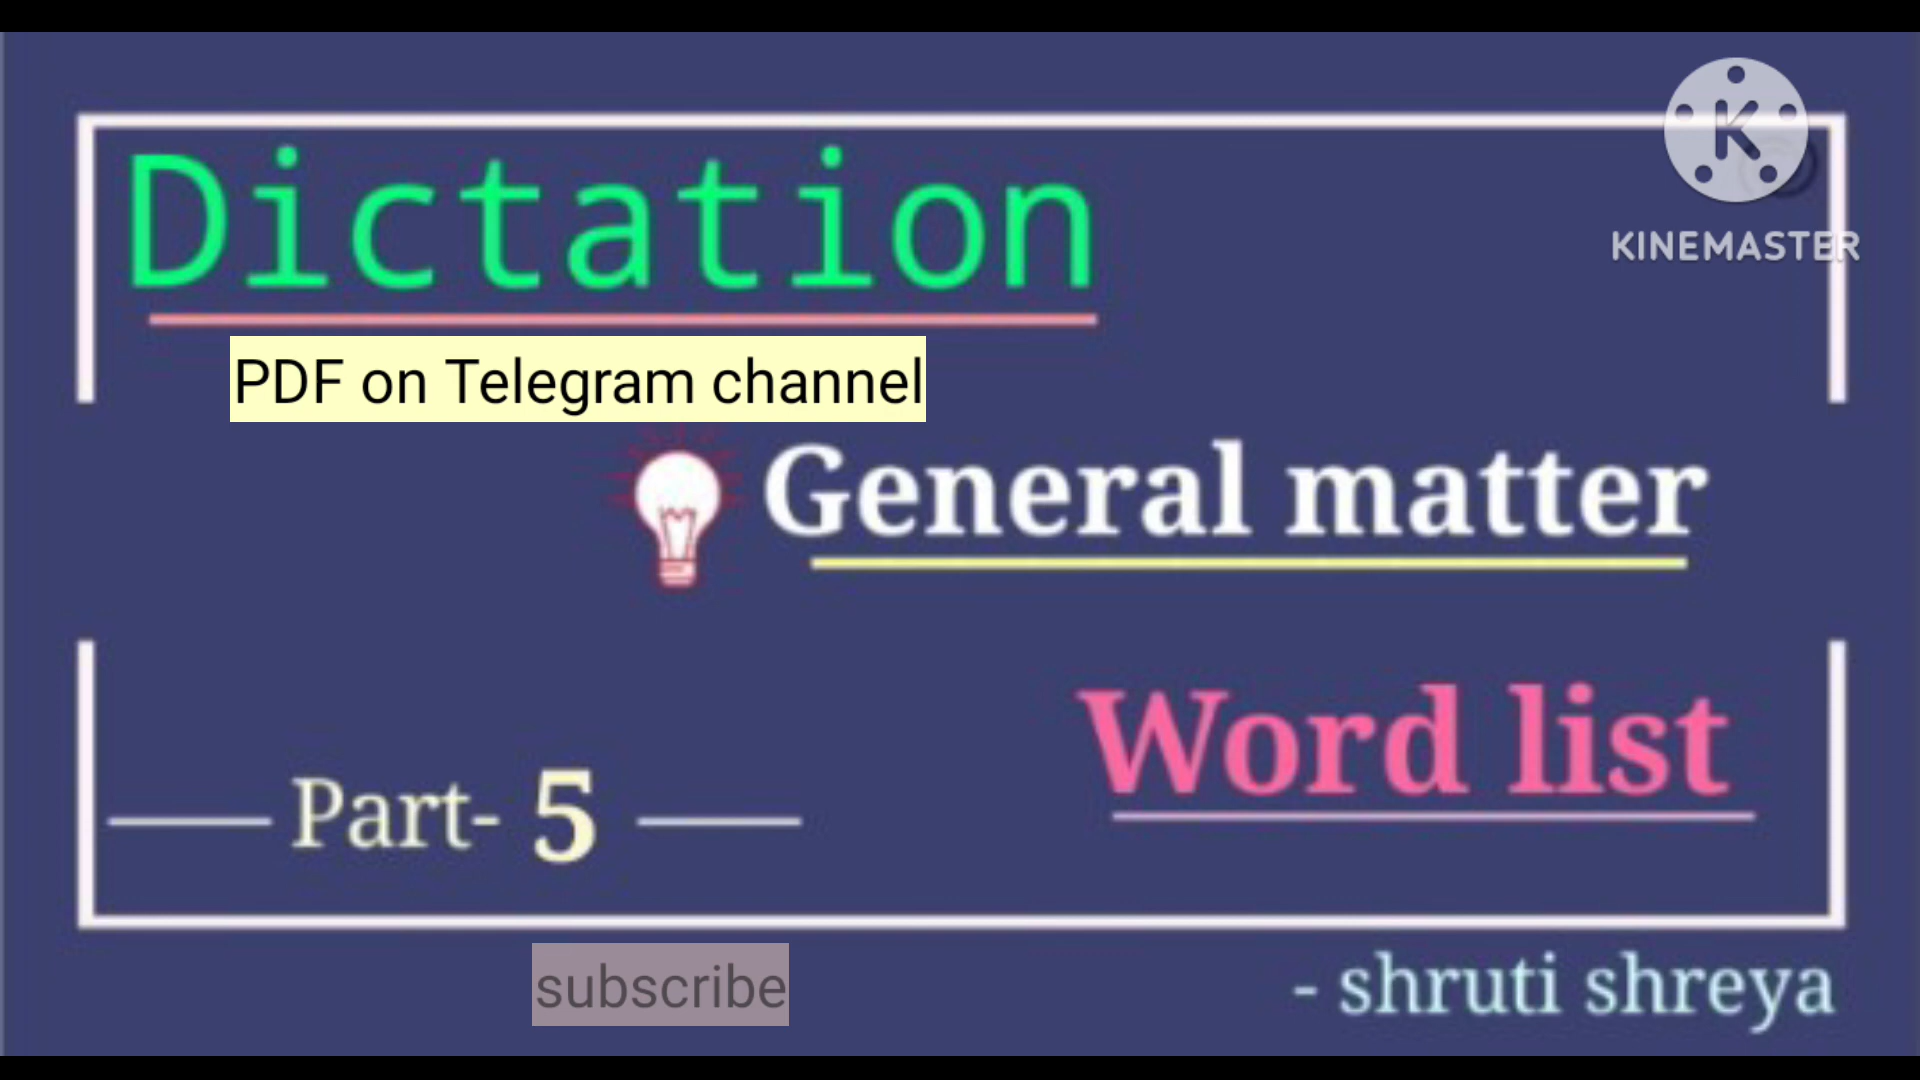 Dictation
KINEMASTER
PDF on Telegram channel
General matter
Word list
Part- 5
subscribe
- shruti shreya